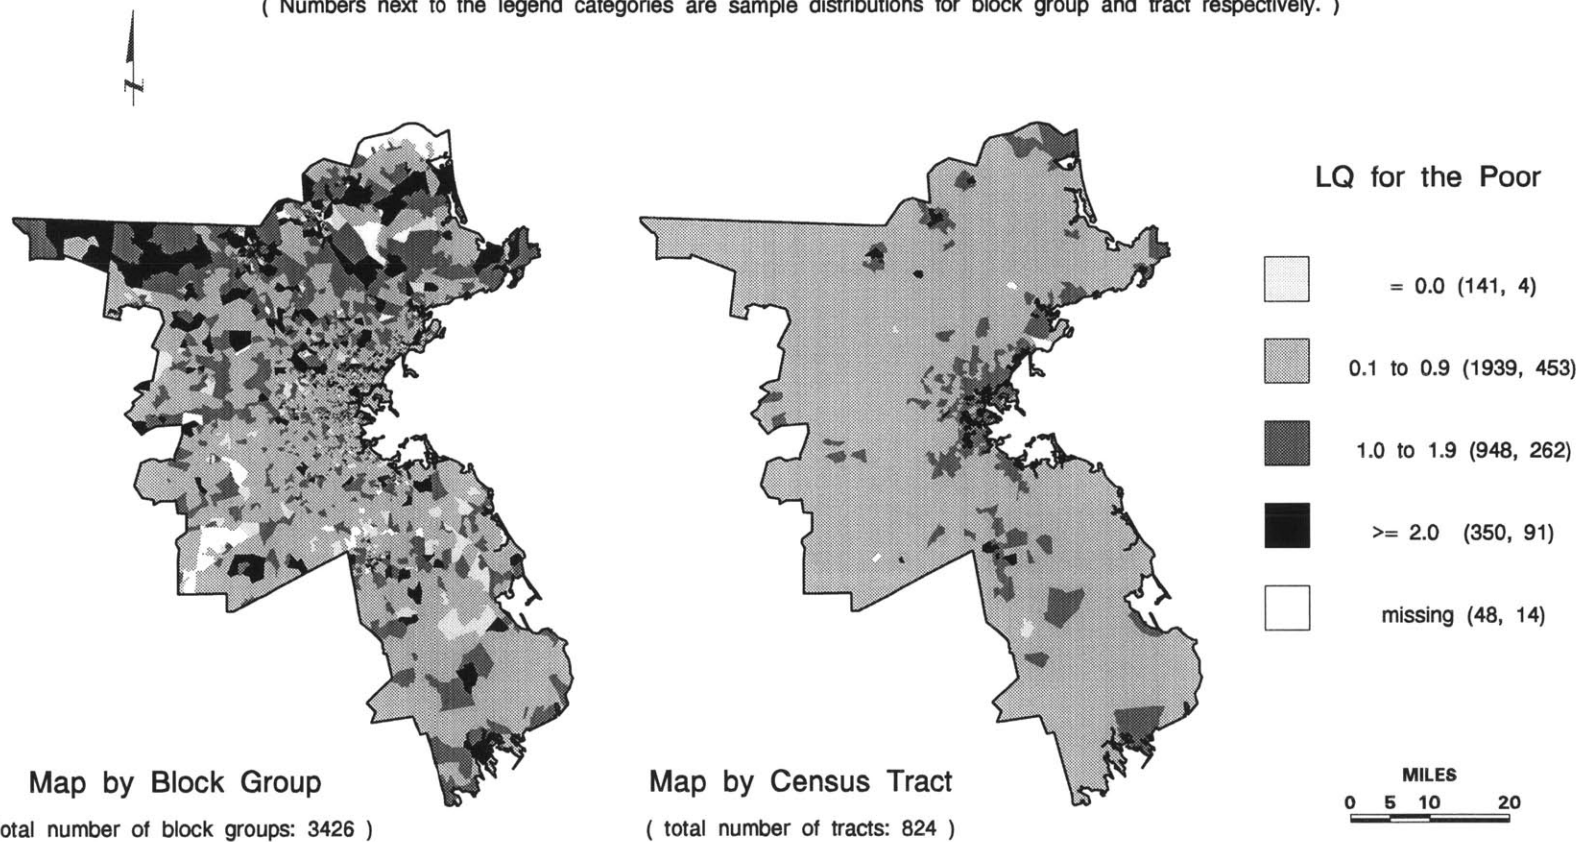 ( Numbers next to the legend categories are sample distributions for block group and tract respectively. )
N
LQ for the Poor
= 0.0 (141, 4)
0.1 to 0.9 (1939, 453)
1.0 to 1.9 (948, 262)
>= 2.0 (350, 91)
missing (48, 14)
Map by Block Group
otal number of block groups: 3426 )
Map by Census Tract
( total number of tracts: 824 )
MILES
0 5 10 20